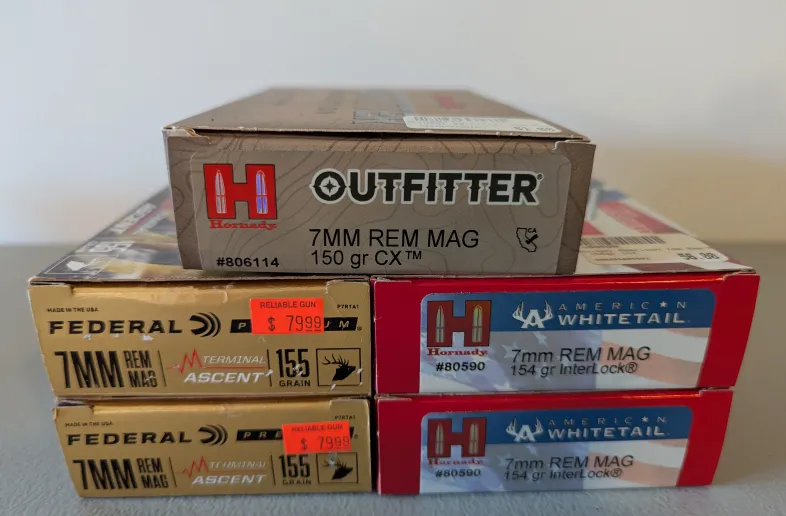 H OUTFITTER®
Hornady
7MM REM MAG
150 gr CX™
#806114
MADE IN THE USA
RELIABLE GUN
$ 79.99
P7RTA1
FEDERAL PREMIUM
7MM REM MAG
TERMINAL ASCENT
155 GRAIN
H
Hornady
#80590
AMERICAN
WHITETAIL
7mm REM MAG
154 gr InterLock®
MADE IN THE USA
P7RTA1
RELIABLE GUN
$ 79.99
FEDERAL
7MM REM MAG
TERMINAL ASCENT
155 GRAIN
H
Hornady
#80590
AMERICAN
WHITETAIL
7mm REM MAG
154 gr InterLock®